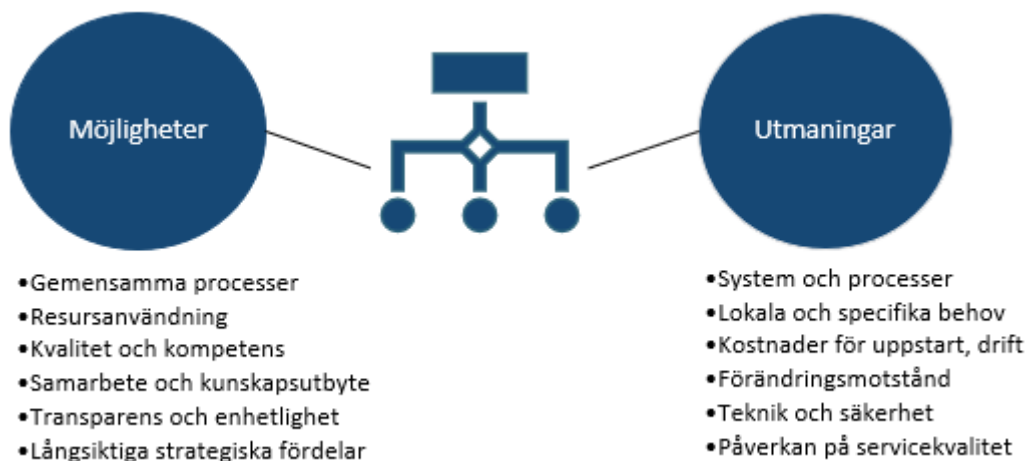 Möjligheter
•Gemensamma processer
•Resursanvändning
•Kvalitet och kompetens
•Samarbete och kunskapsutbyte
•Transparens och enhetlighet
•Långsiktiga strategiska fördelar
Utmaningar
•System och processer
•Lokala och specifika behov
•Kostnader för uppstart, drift
•Förändringsmotstånd
•Teknik och säkerhet
•Påverkan på servicekvalitet